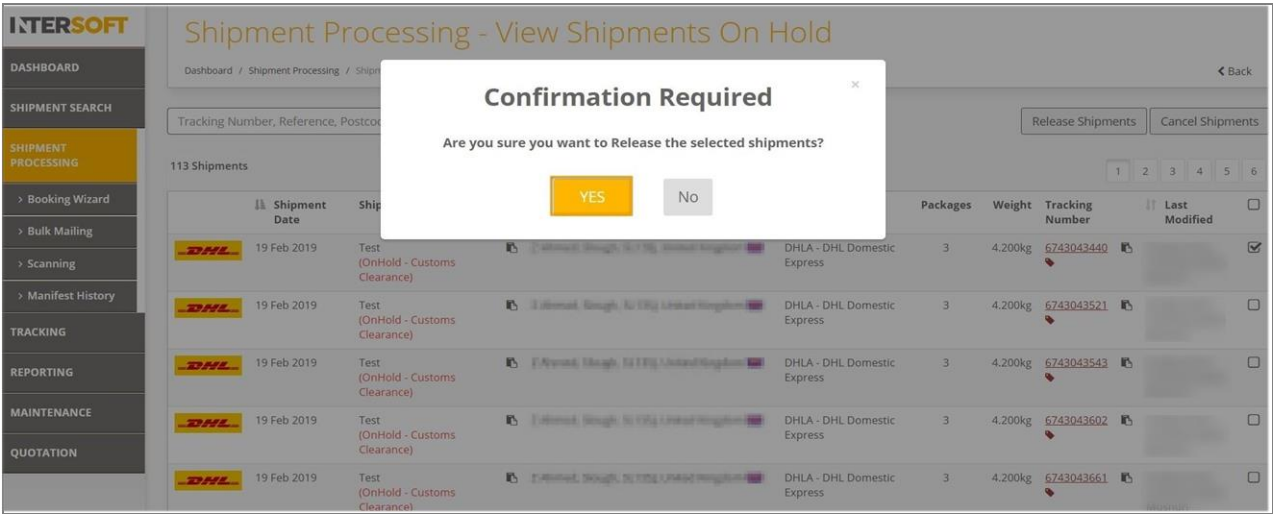 INTERSOFT
Shipment Processing - View Shipments On Hold
DASHBOARD
Dashboard / Shipment Processing /
Back
SHIPMENT SEARCH
Tracking Number, Reference,
Release Shipments
Cancel Shipments
Confirmation Required
×
Are you sure you want to Release the selected shipments?
YES
No
SHIPMENT
PROCESSING
113 Shipments
1 2 3 4 5 6
> Booking Wizard
> Bulk Mailing
> Scanning
> Manifest History
TRACKING
REPORTING
MAINTENANCE
QUOTATION
Shipment Packages Weight Tracking Last
Date Number Modified
DHL 19 Feb 2019 Test DHLA - DHL Domestic 3 4.200kg 6743043440
(OnHold - Customs Express
Clearance)
DHL 19 Feb 2019 Test DHLA - DHL Domestic 3 4.200kg 6743043521
(OnHold - Customs Express
Clearance)
DHL 19 Feb 2019 Test DHLA - DHL Domestic 3 4.200kg 6743043543
(OnHold - Customs Express
Clearance)
DHL 19 Feb 2019 Test DHLA - DHL Domestic 3 4.200kg 6743043602
(OnHold - Customs Express
Clearance)
DHL 19 Feb 2019 Test DHLA - DHL Domestic 3 4.200kg 6743043661
(OnHold - Customs Express
Clearance)